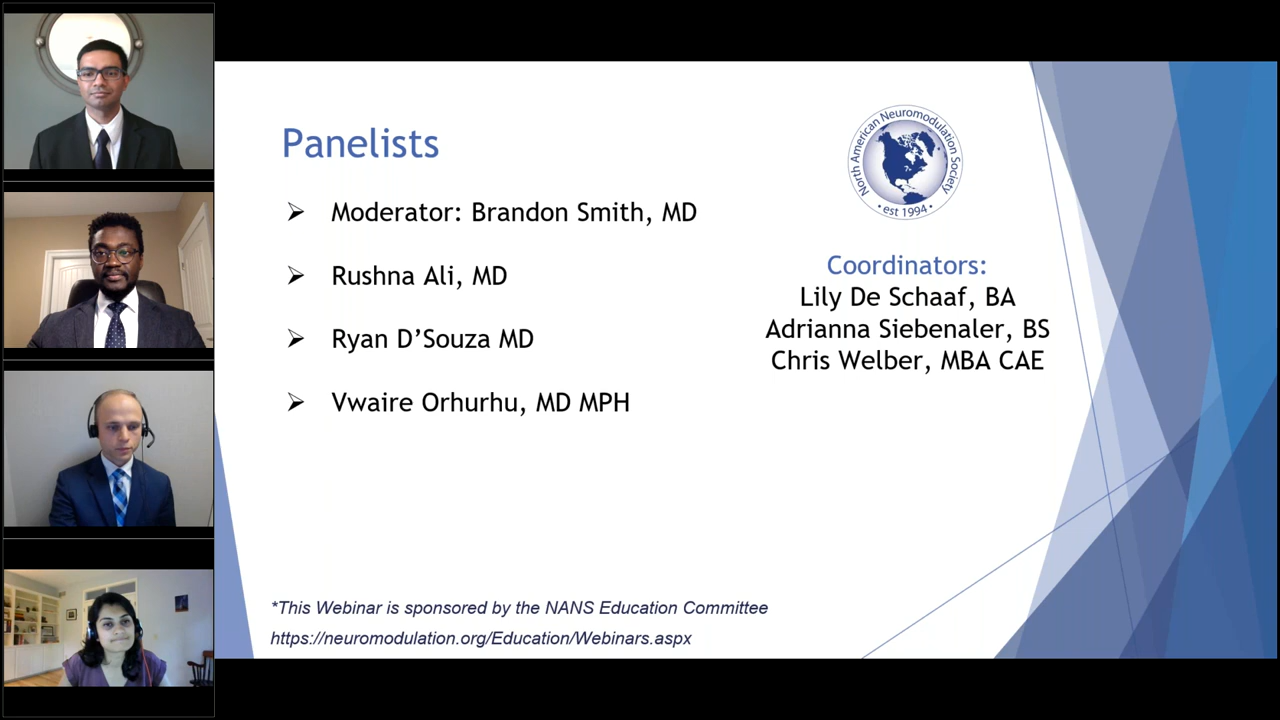 Panelists
➢ Moderator: Brandon Smith, MD
➢ Rushna Ali, MD
➢ Ryan D’Souza MD
➢ Vwaire Orhurhu, MD MPH
North American Neuromodulation Society
• est 1994 •
Coordinators:
Lily De Schaaf, BA
Adrianna Siebenaler, BS
Chris Welber, MBA CAE
*This Webinar is sponsored by the NANS Education Committee
https://neuromodulation.org/Education/Webinars.aspx